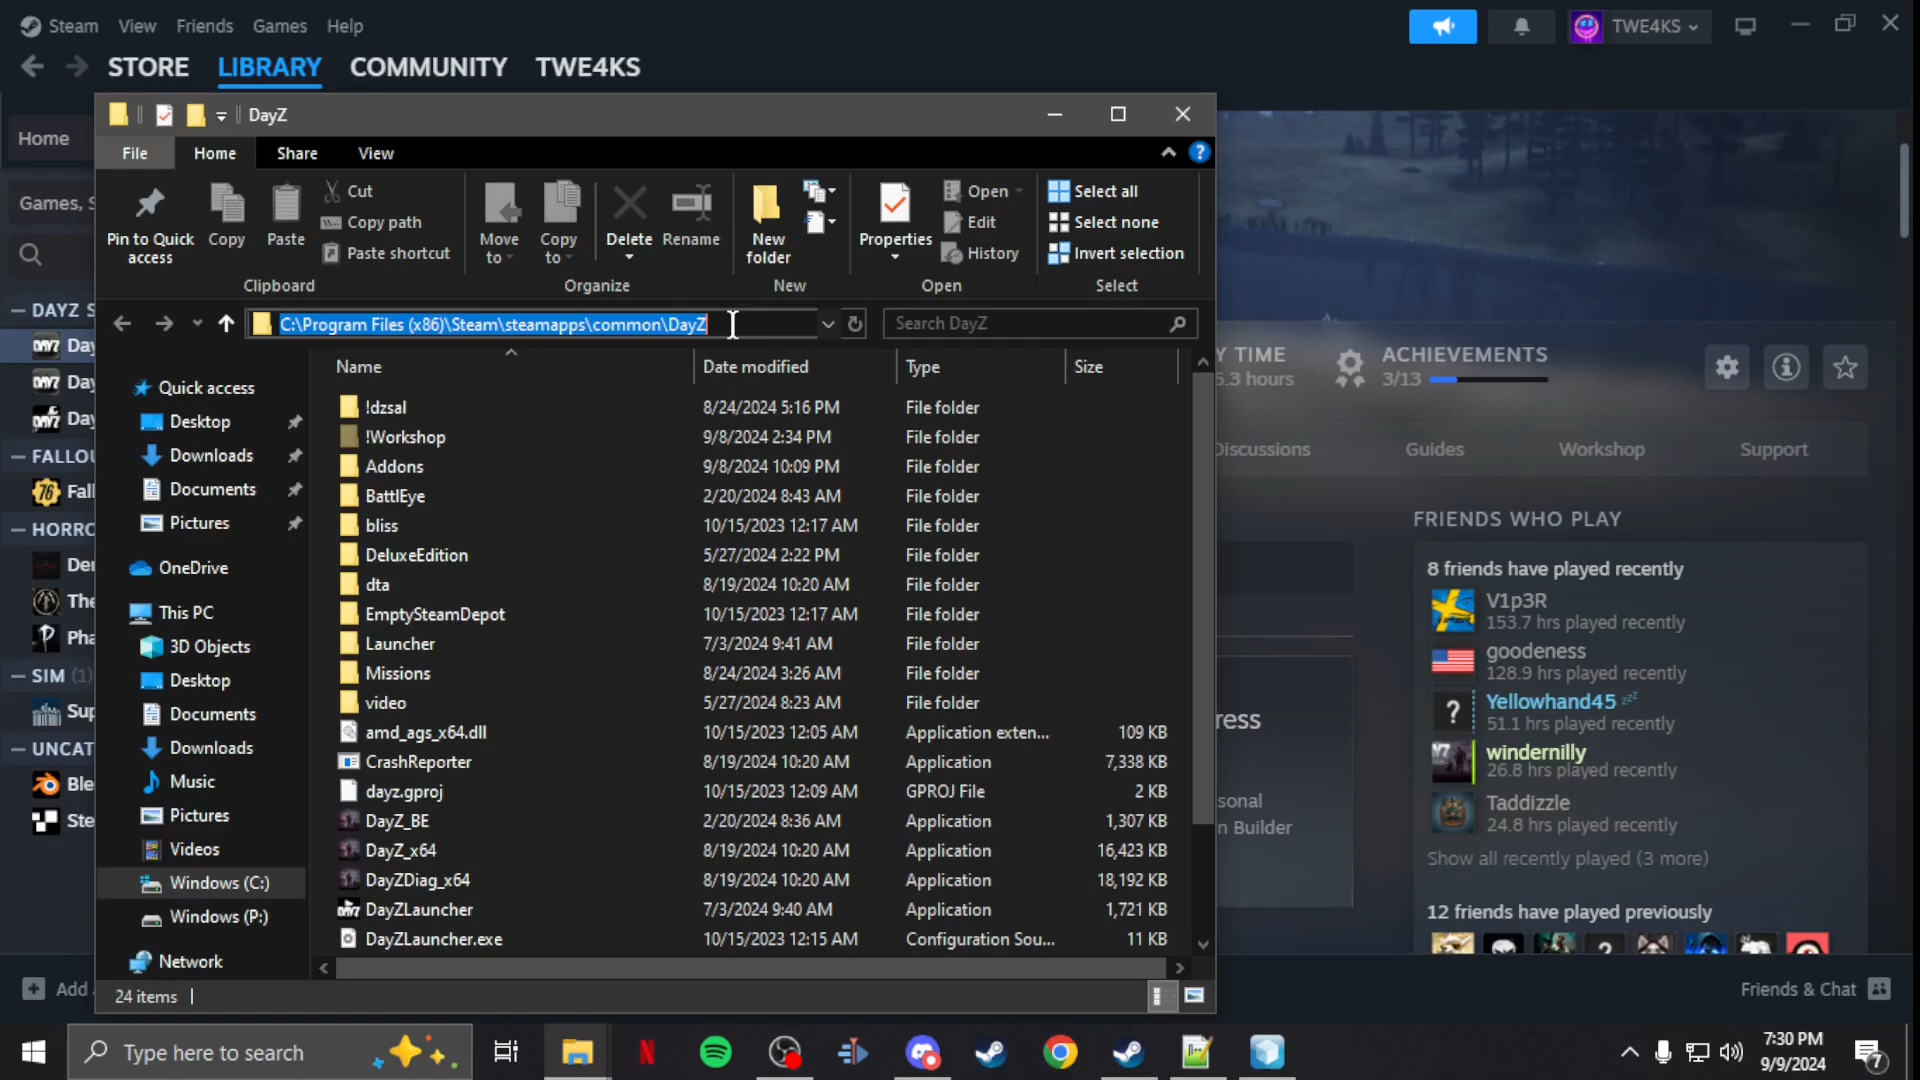 Steam View Friends Games Help
TWE4KS
STORE LIBRARY COMMUNITY TWE4KS
DayZ
File Home Share View
Pin to Quick access
Copy
Paste
Cut
Copy path
Paste shortcut
Move to
Copy to
Delete
Rename
New folder
Properties
Open
Edit
History
Select all
Select none
Invert selection
Clipboard Organize New Open Select
C:\Program Files (x86)\Steam\steamapps\common\DayZ
Search DayZ
Name Date modified Type Size
Quick access
Desktop
Downloads
Documents
Pictures
OneDrive
This PC
3D Objects
Desktop
Documents
Downloads
Music
Pictures
Videos
Windows (C:)
Windows (P:)
Network
!dzsal 8/24/2024 5:16 PM File folder
!Workshop 9/8/2024 2:34 PM File folder
Addons 9/8/2024 10:09 PM File folder
BattlEye 2/20/2024 8:43 AM File folder
bliss 10/15/2023 12:17 AM File folder
DeluxeEdition 5/27/2024 2:22 PM File folder
dta 8/19/2024 10:20 AM File folder
EmptySteamDepot 10/15/2023 12:17 AM File folder
Launcher 7/3/2024 9:41 AM File folder
Missions 8/24/2024 3:26 AM File folder
video 5/27/2024 8:23 AM File folder
amd_ags_x64.dll 10/15/2023 12:05 AM Application exten... 109 KB
CrashReporter 8/19/2024 10:20 AM Application 7,338 KB
dayz.gproj 10/15/2023 12:09 AM GPROJ File 2 KB
DayZ_BE 2/20/2024 8:36 AM Application 1,307 KB
DayZ_x64 8/19/2024 10:20 AM Application 16,423 KB
DayZDiag_x64 8/19/2024 10:20 AM Application 18,192 KB
DayZLauncher 7/3/2024 9:40 AM Application 1,721 KB
DayZLauncher.exe 10/15/2023 12:15 AM Configuration Sou... 11 KB
24 items
Home
Games, S
DAYZ S
Day
Day
Day
FALLOU
Fall
HORRO
Der
The
Pha
SIM (1)
Sup
UNCAT
Ble
Ste
Add
Y TIME
5.3 hours
ACHIEVEMENTS
3/13
Discussions Guides Workshop Support
ress
sonal
n Builder
FRIENDS WHO PLAY
8 friends have played recently
V1p3R
153.7 hrs played recently
goodeness
128.9 hrs played recently
Yellowhand45 zzz
51.1 hrs played recently
windernilly
26.8 hrs played recently
Taddizzle
24.8 hrs played recently
Show all recently played (3 more)
12 friends have played previously
Friends & Chat
Type here to search
7:30 PM
9/9/2024
7